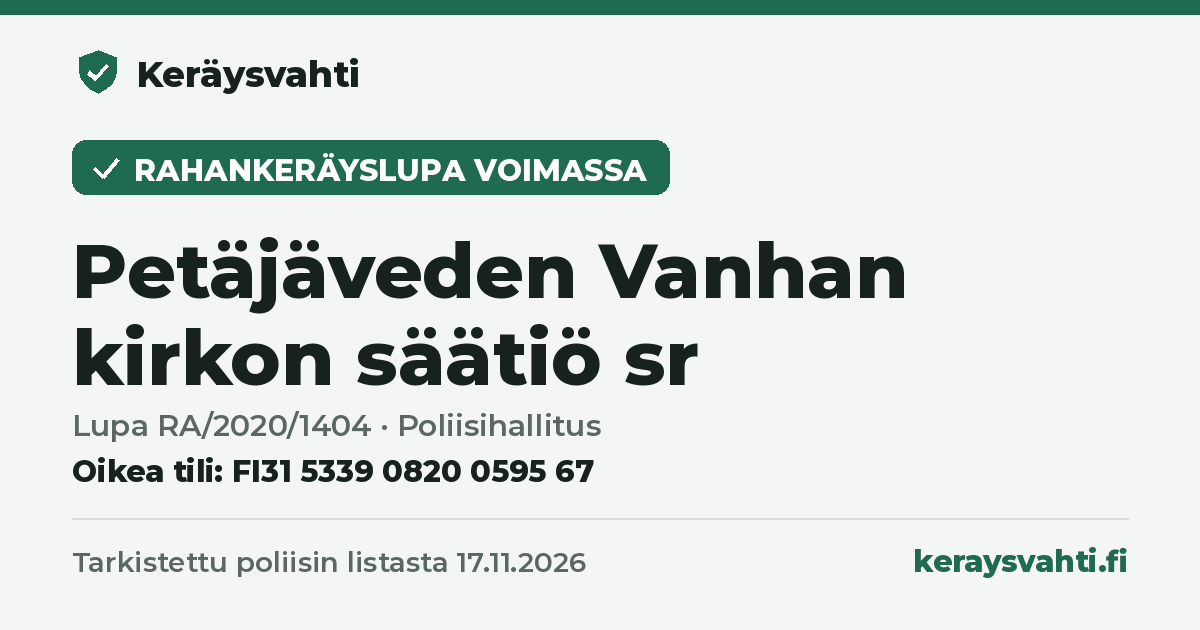 Keräysvahti
RAHANKERÄYSLUPA VOIMASSA
Petäjäveden Vanhan
kirkon säätiö sr
Lupa RA/2020/1404 · Poliisihallitus
Oikea tili: FI31 5339 0820 0595 67
Tarkistettu poliisin listasta 17.11.2026
keraysvahti.fi